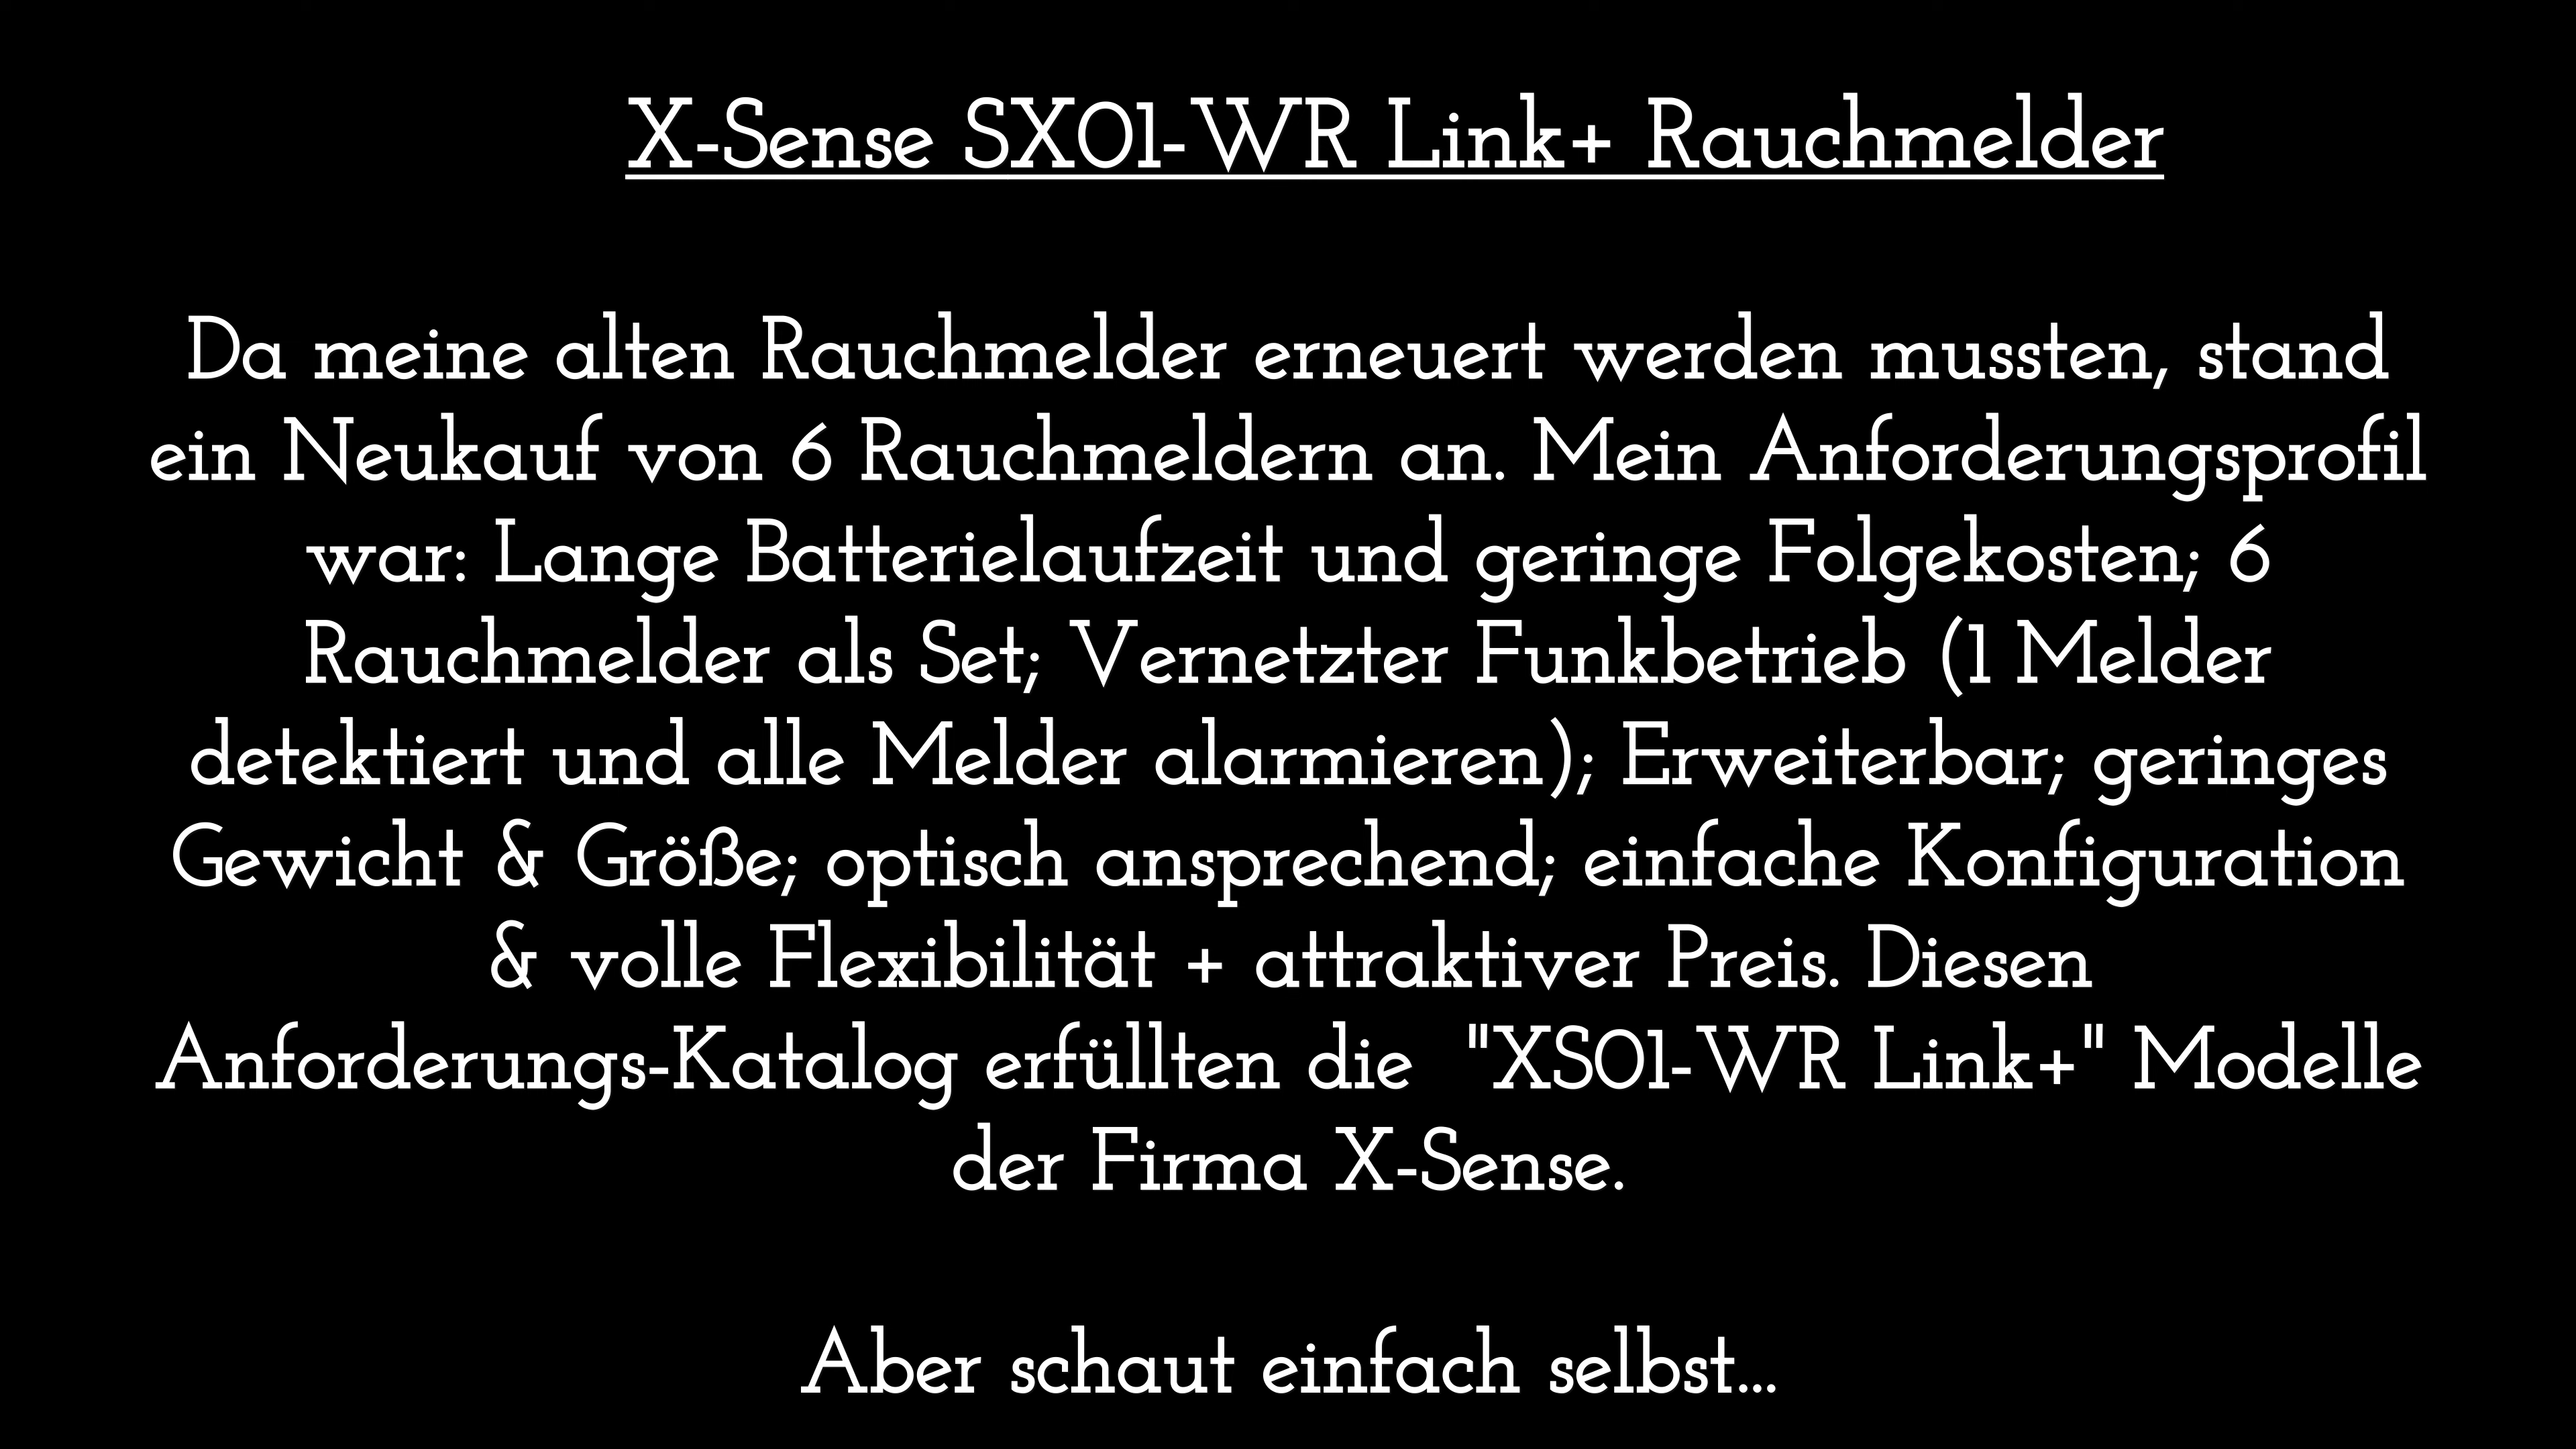 X-Sense SX01-WR Link+ Rauchmelder
Da meine alten Rauchmelder erneuert werden mussten, stand
ein Neukauf von 6 Rauchmeldern an. Mein Anforderungsprofil
war: Lange Batterielaufzeit und geringe Folgekosten; 6
Rauchmelder als Set; Vernetzter Funkbetrieb (1 Melder
detektiert und alle Melder alarmieren); Erweiterbar; geringes
Gewicht & Größe; optisch ansprechend; einfache Konfiguration
& volle Flexibilität + attraktiver Preis. Diesen
Anforderungs-Katalog erfüllten die "XS01-WR Link+" Modelle
der Firma X-Sense.
Aber schaut einfach selbst...